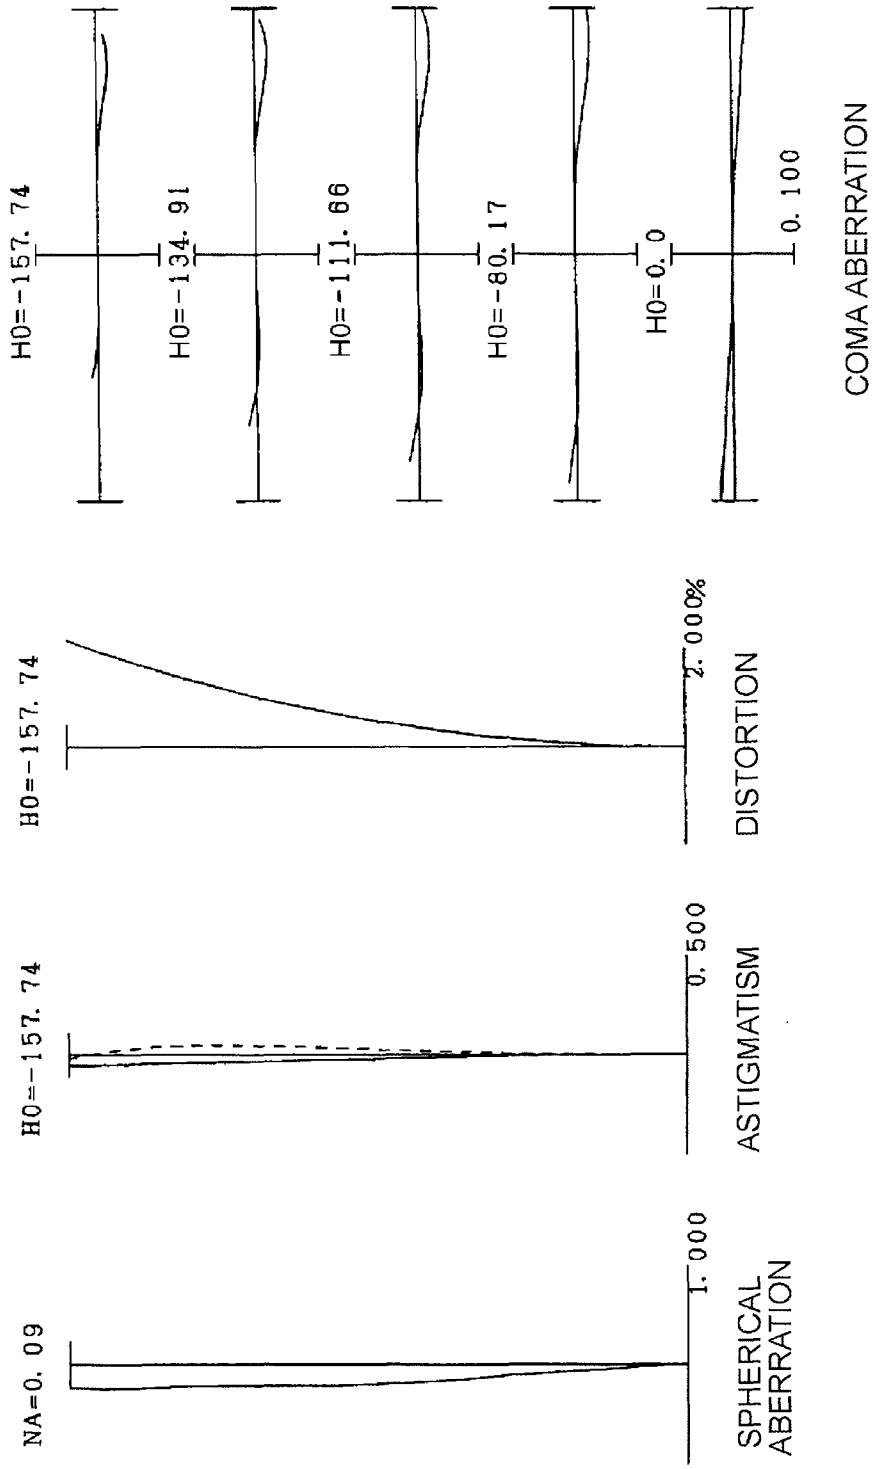 NA=0. 09
1. 000
SPHERICAL
ABERRATION
H0=-157. 74
0. 500
ASTIGMATISM
H0=-157. 74
2. 000%
DISTORTION
H0=-157. 74
H0=-134. 91
H0=-111. 66
H0=-80. 17
H0=0. 0
0. 100
COMA ABERRATION